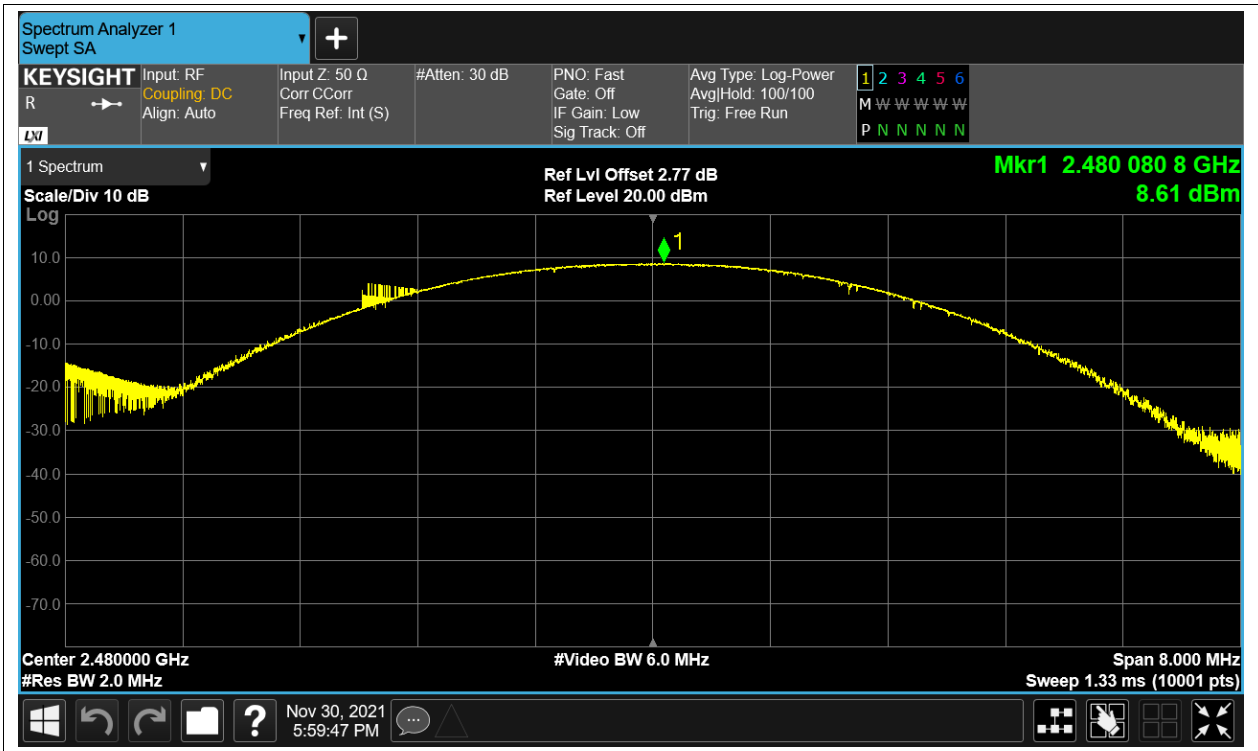 Spectrum Analyzer 1
Swept SA
KEYSIGHT
R
LXI
Input: RF
Coupling: DC
Align: Auto
Input Z: 50 Ω
Corr CCorr
Freq Ref: Int (S)
#Atten: 30 dB
PNO: Fast
Gate: Off
IF Gain: Low
Sig Track: Off
Avg Type: Log-Power
Avg|Hold: 100/100
Trig: Free Run
1 2 3 4 5 6
M W W W W W
P N N N N N
1 Spectrum
Scale/Div 10 dB
Log
Ref Lvl Offset 2.77 dB
Ref Level 20.00 dBm
Mkr1 2.480 080 8 GHz
8.61 dBm
1
10.0
0.00
-10.0
-20.0
-30.0
-40.0
-50.0
-60.0
-70.0
Center 2.480000 GHz
#Video BW 6.0 MHz
Span 8.000 MHz
#Res BW 2.0 MHz
Sweep 1.33 ms (10001 pts)
?
Nov 30, 2021
5:59:47 PM